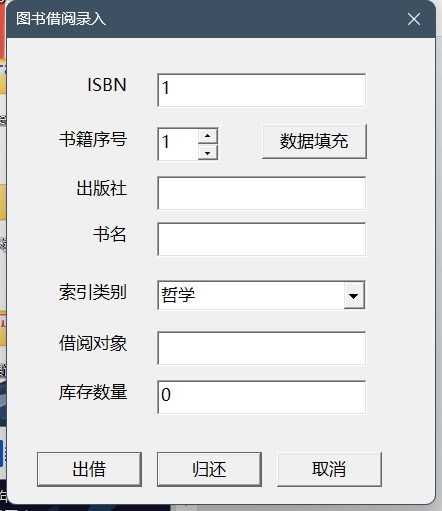 图书借阅录入
ISBN 1
书籍序号 1 数据填充
出版社
书名
索引类别 哲学
借阅对象
库存数量 0
出借 归还 取消